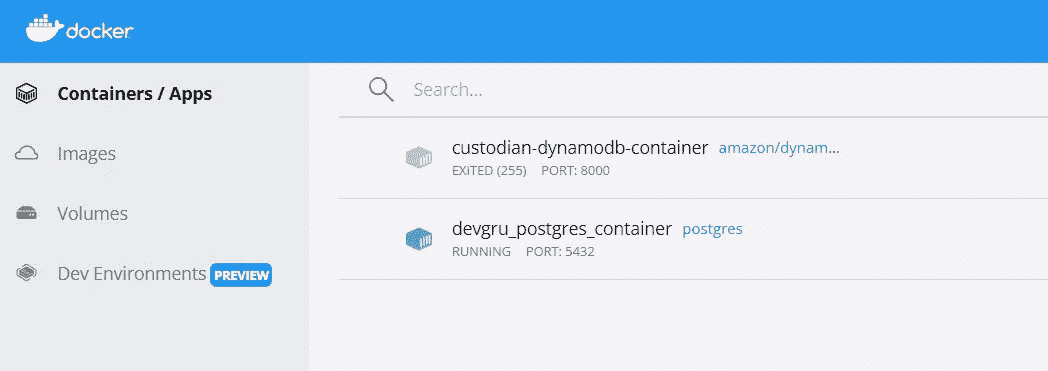 docker
Containers / Apps
Search...
Images
custodian-dynamodb-container amazon/dynam...
EXiTED (255) PORT: 8000
Volumes
devgru_postgres_container postgres
RUNNING PORT: 5432
Dev Environments PREVIEW